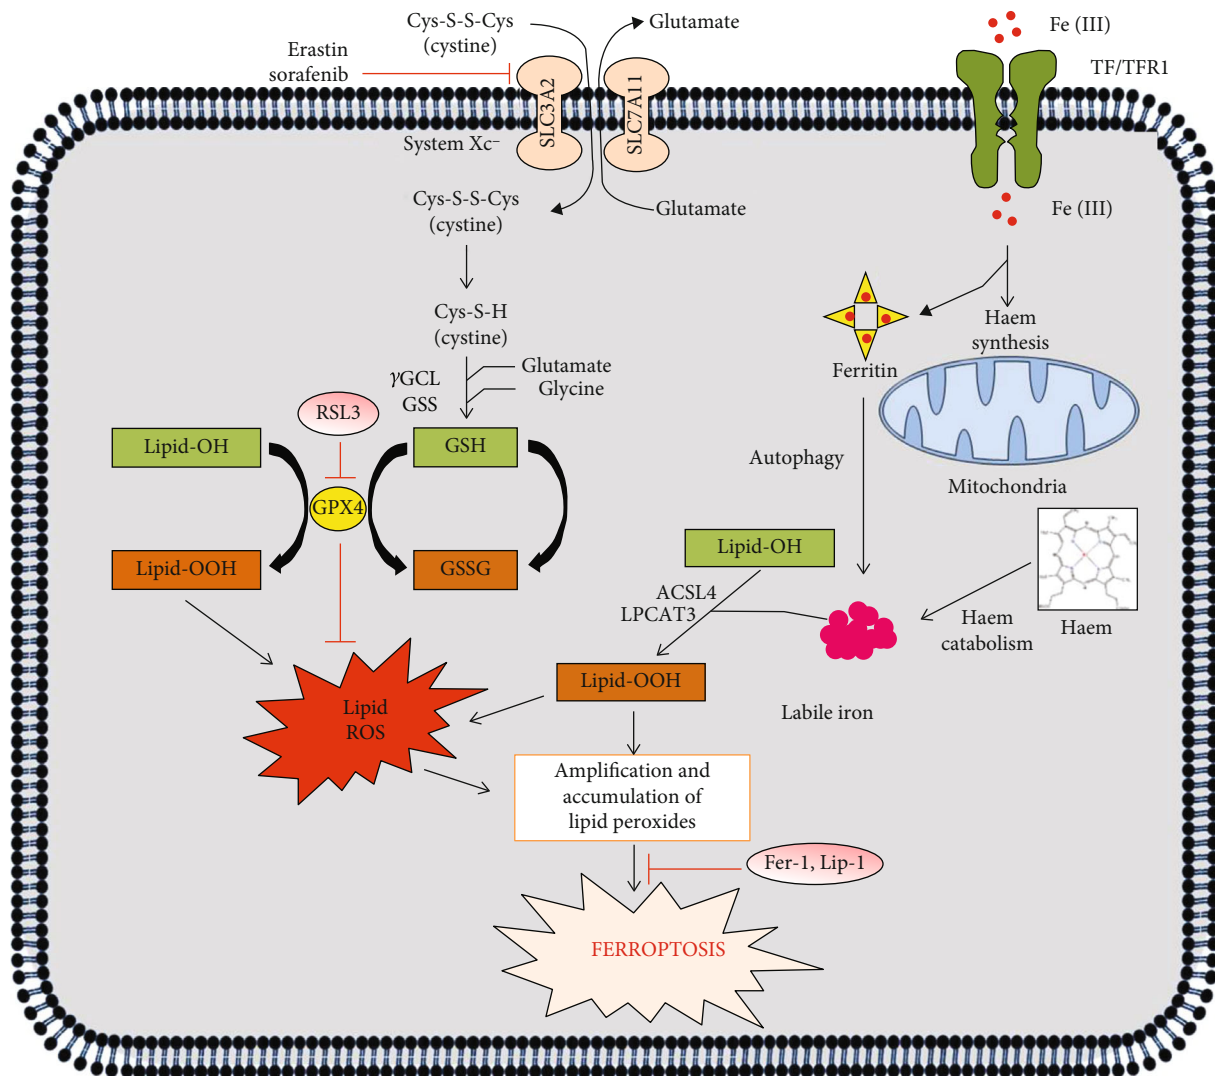 Cys-S-S-Cys
(cystine)
Glutamate
Fe (III)
Erastin
sorafenib
TF/TFR1
SLC3A2
SLC7A11
System Xc⁻
Cys-S-S-Cys
(cystine)
Glutamate
Fe (III)
Cys-S-H
(cystine)
Haem
synthesis
Ferritin
Glutamate
Glycine
γGCL
GSS
RSL3
Lipid-OH
GSH
Autophagy
Mitochondria
GPX4
Lipid-OH
Lipid-OOH
GSSG
ACSL4
LPCAT3
Haem
catabolism
Haem
Lipid-OOH
Lipid
ROS
Labile iron
Amplification and
accumulation of
lipid peroxides
Fer-1, Lip-1
FERROPTOSIS